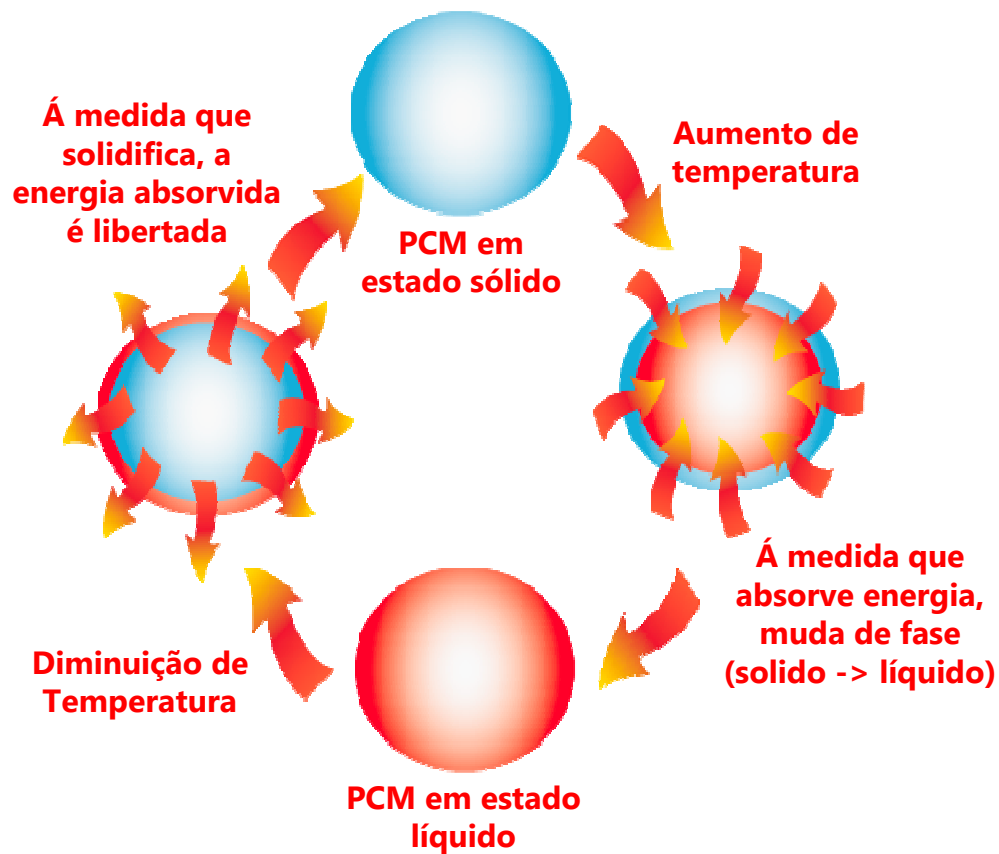 Á medida que
solidifica, a
energia absorvida
é libertada
PCM em
estado sólido
Aumento de
temperatura
Á medida que
absorve energia,
muda de fase
(solido -> líquido)
PCM em estado
líquido
Diminuição de
Temperatura